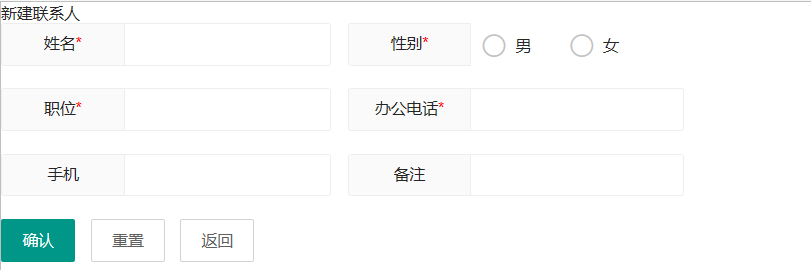 新建联系人
姓名* 性别* 男 女
职位* 办公电话*
手机 备注
确认 重置 返回